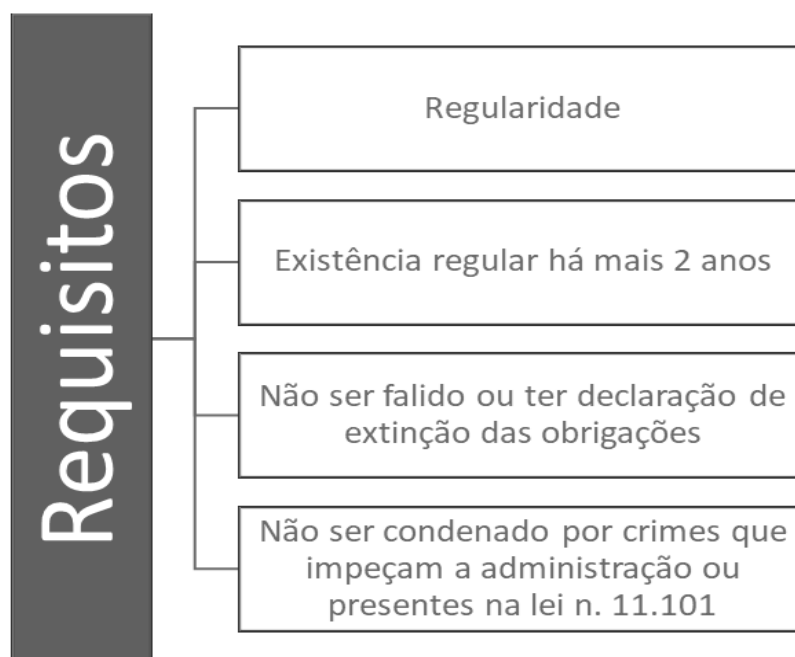 Requisitos
Regularidade
Existência regular há mais 2 anos
Não ser falido ou ter declaração de
extinção das obrigações
Não ser condenado por crimes que
impeçam a administração ou
presentes na lei n. 11.101